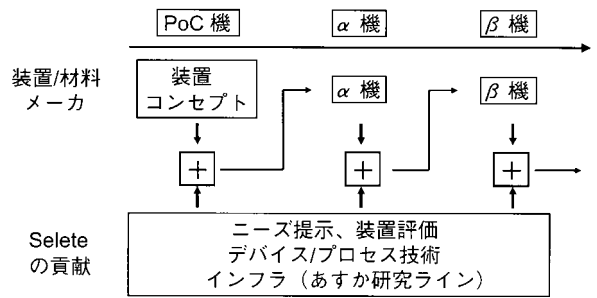 PoC 機
α 機
β 機
装置/材料
メーカ
装置
コンセプト
α 機
β 機
+
+
+
Selete
の貢献
ニーズ提示、装置評価
デバイス/プロセス技術
インフラ（あすか研究ライン）